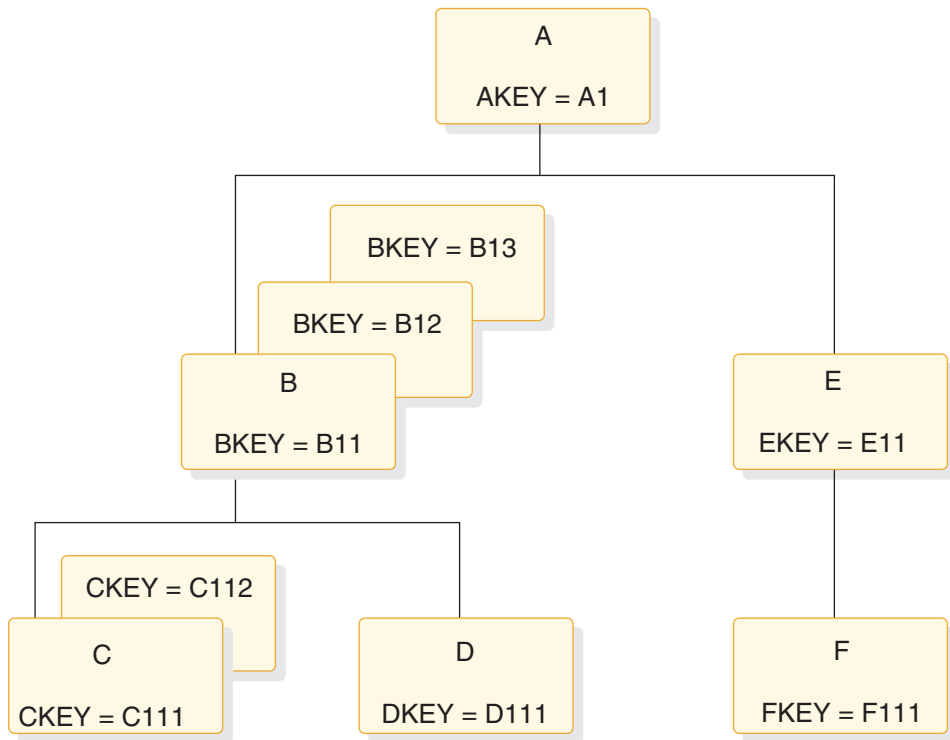 A
AKEY = A1
BKEY = B13
BKEY = B12
B
BKEY = B11
E
EKEY = E11
CKEY = C112
C
CKEY = C111
D
DKEY = D111
F
FKEY = F111